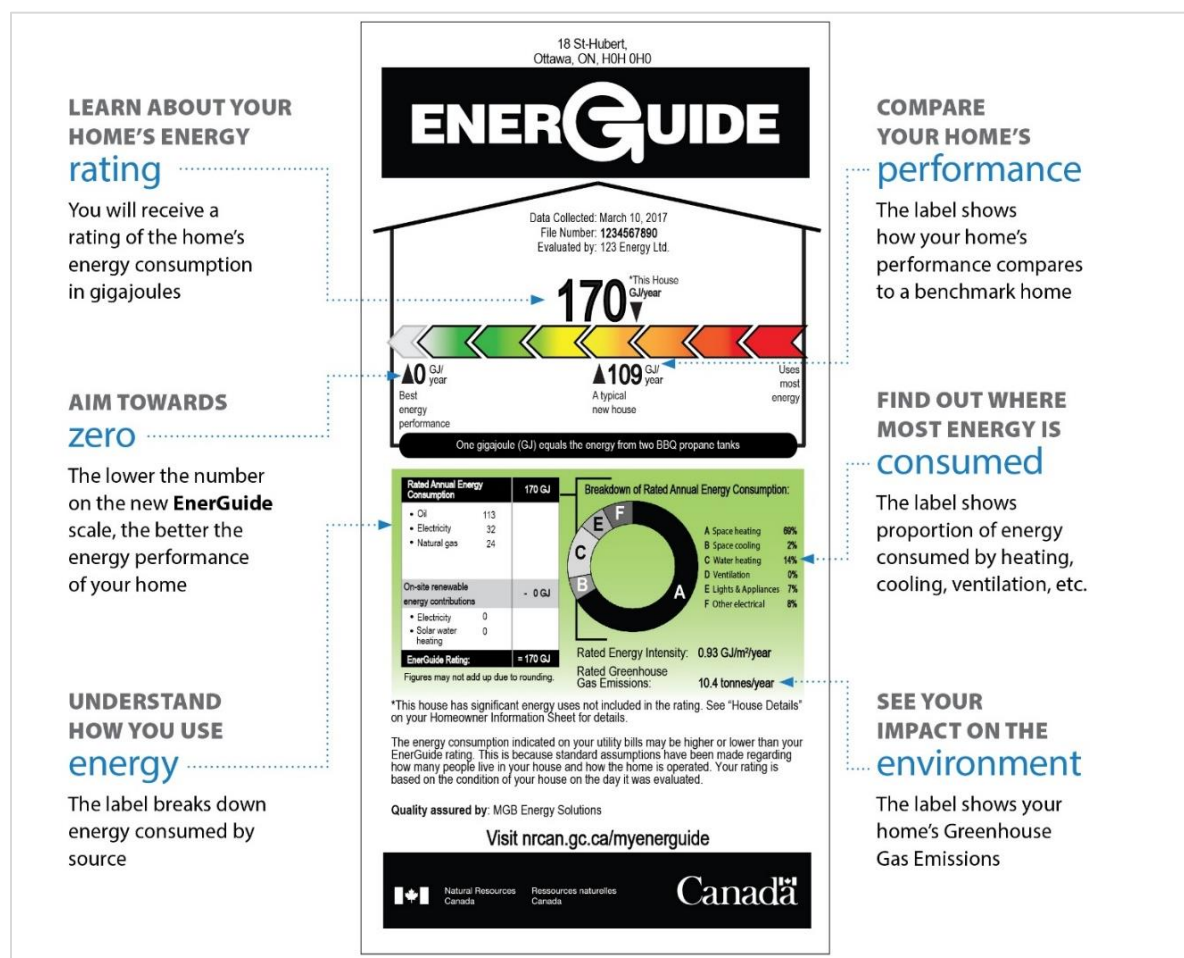 18 St-Hubert,
Ottawa, ON, H0H 0H0
ENERGUIDE
LEARN ABOUT YOUR
HOME'S ENERGY
rating
You will receive a
rating of the home's
energy consumption
in gigajoules
AIM TOWARDS
zero
The lower the number
on the new EnerGuide
scale, the better the
energy performance
of your home
UNDERSTAND
HOW YOU USE
energy
The label breaks down
energy consumed by
source
Data Collected: March 10, 2017
File Number: 1234567890
Evaluated by: 123 Energy Ltd.
170
*This House
GJ/year
0 GJ/
year
Best
energy
performance
109 GJ/
year
A typical
new house
Uses
most
energy
One gigajoule (GJ) equals the energy from two BBQ propane tanks
Rated Annual Energy
Consumption
170 GJ
• Oil 113
• Electricity 32
• Natural gas 24
On-site renewable
energy contributions
- 0 GJ
• Electricity 0
• Solar water
heating 0
EnerGuide Rating: = 170 GJ
Figures may not add up due to rounding.
Breakdown of Rated Annual Energy Consumption:
F
E
C
B
A
A Space heating 69%
B Space cooling 2%
C Water heating 14%
D Ventilation 0%
E Lights & Appliances 7%
F Other electrical 8%
Rated Energy Intensity: 0.93 GJ/m²/year
Rated Greenhouse
Gas Emissions: 10.4 tonnes/year
*This house has significant energy uses not included in the rating. See "House Details"
on your Homeowner Information Sheet for details.
The energy consumption indicated on your utility bills may be higher or lower than your
EnerGuide rating. This is because standard assumptions have been made regarding
how many people live in your house and how the home is operated. Your rating is
based on the condition of your house on the day it was evaluated.
Quality assured by: MGB Energy Solutions
Visit nrcan.gc.ca/myenerguide
Natural Resources
Canada
Ressources naturelles
Canada
Canada
COMPARE
YOUR HOME'S
performance
The label shows
how your home's
performance compares
to a benchmark home
FIND OUT WHERE
MOST ENERGY IS
consumed
The label shows
proportion of energy
consumed by heating,
cooling, ventilation, etc.
SEE YOUR
IMPACT ON THE
environment
The label shows your
home's Greenhouse
Gas Emissions